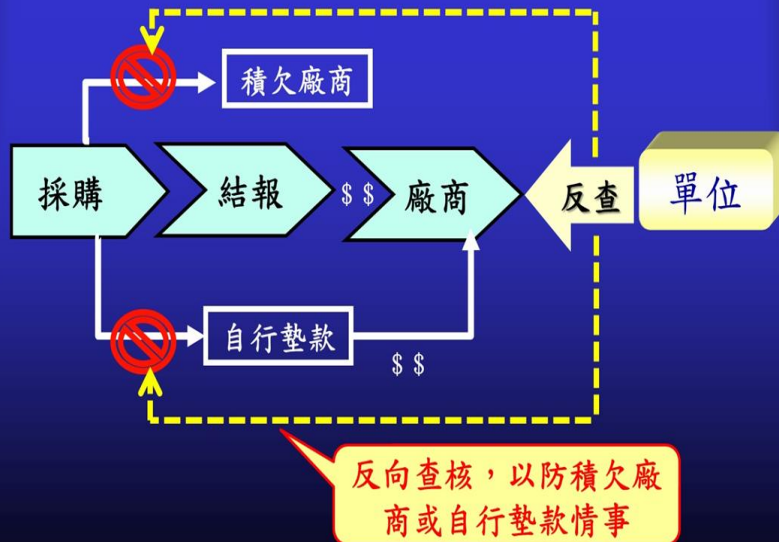 積欠廠商
採購
結報
$ $
廠商
反查
單位
自行墊款
$ $
反向查核，以防積欠廠
商或自行墊款情事